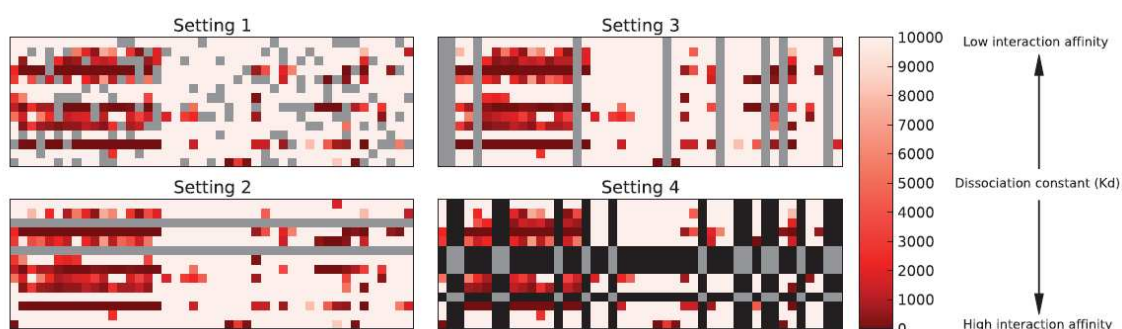 Setting 1
Setting 3
Setting 2
Setting 4
10000
9000
8000
7000
6000
5000
4000
3000
2000
1000
0
Low interaction affinity
Dissociation constant (Kd)
High interaction affinity